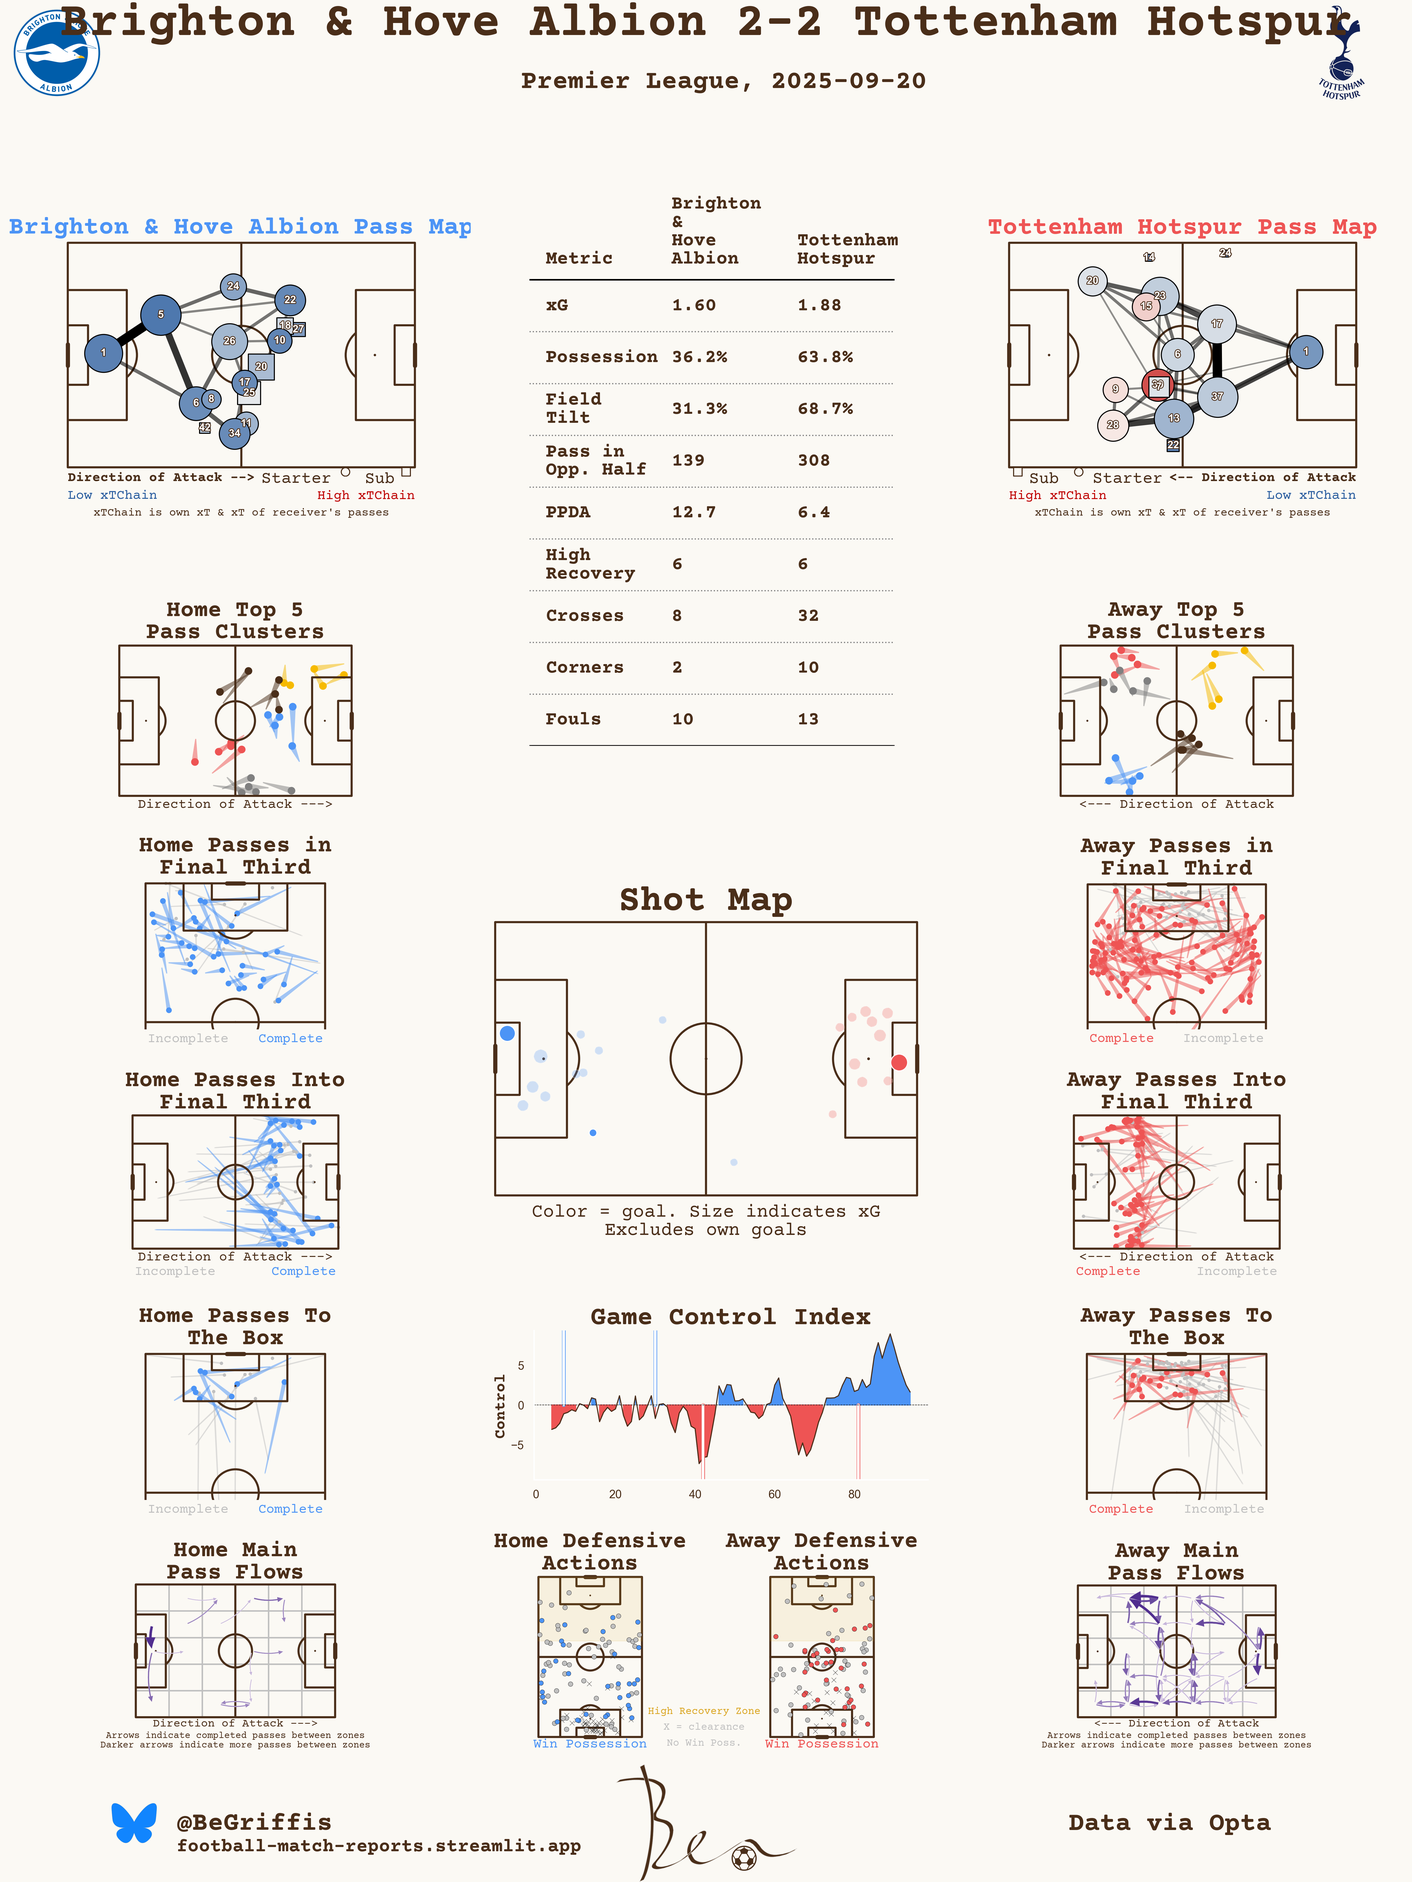 Brighton & Hove Albion 2-2 Tottenham Hotspur
BRIGHTON
ALBION
TOTTENHAM
HOTSPUR
Premier League, 2025-09-20
Brighton & Hove Albion Pass Map
24
22
5
18
27
26
10
1
20
17
25
6
8
42
11
34
Direction of Attack --> Starter Sub
Low xTChain High xTChain
xTChain is own xT & xT of receiver's passes
Metric Brighton & Hove Albion Tottenham Hotspur
xG 1.60 1.88
Possession 36.2% 63.8%
Field Tilt 31.3% 68.7%
Pass in Opp. Half 139 308
PPDA 12.7 6.4
High Recovery 6 6
Crosses 8 32
Corners 2 10
Fouls 10 13
Tottenham Hotspur Pass Map
14
24
20
23
15
17
6
1
9
37
28
13
22
Sub Starter <-- Direction of Attack
High xTChain Low xTChain
xTChain is own xT & xT of receiver's passes
Home Top 5
Pass Clusters
Direction of Attack --->
Away Top 5
Pass Clusters
<--- Direction of Attack
Home Passes in
Final Third
Incomplete Complete
Away Passes in
Final Third
Complete Incomplete
Shot Map
Color = goal. Size indicates xG
Excludes own goals
Home Passes Into
Final Third
Direction of Attack --->
Incomplete Complete
Away Passes Into
Final Third
<--- Direction of Attack
Complete Incomplete
Home Passes To
The Box
Incomplete Complete
Game Control Index
Control
5
0
−5
0 20 40 60 80
Away Passes To
The Box
Complete Incomplete
Home Main
Pass Flows
Direction of Attack --->
Arrows indicate completed passes between zones
Darker arrows indicate more passes between zones
Home Defensive
Actions
Win Possession
High Recovery Zone
X = clearance
No Win Poss.
Away Defensive
Actions
Win Possession
Away Main
Pass Flows
<--- Direction of Attack
Arrows indicate completed passes between zones
Darker arrows indicate more passes between zones
@BeGriffis
football-match-reports.streamlit.app
Ben
Data via Opta